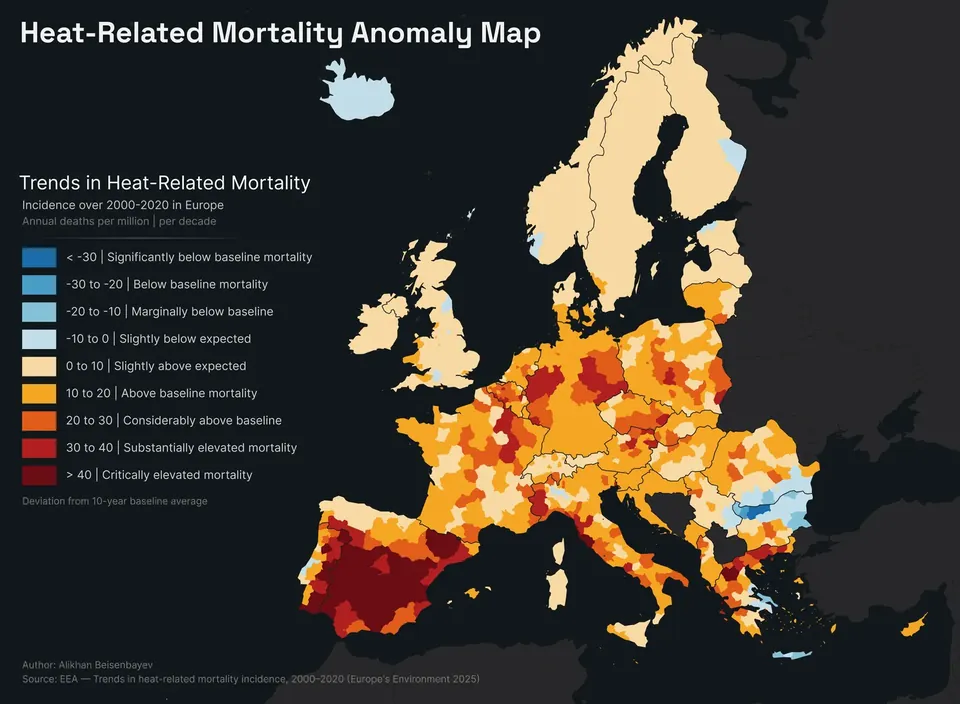 Heat-Related Mortality Anomaly Map
Trends in Heat-Related Mortality
Incidence over 2000-2020 in Europe
Annual deaths per million | per decade
< -30 | Significantly below baseline mortality
-30 to -20 | Below baseline mortality
-20 to -10 | Marginally below baseline
-10 to 0 | Slightly below expected
0 to 10 | Slightly above expected
10 to 20 | Above baseline mortality
20 to 30 | Considerably above baseline
30 to 40 | Substantially elevated mortality
> 40 | Critically elevated mortality
Deviation from 10-year baseline average
Author: Alikhan Beisenbayev
Source: EEA — Trends in heat-related mortality incidence, 2000–2020 (Europe's Environment 2025)